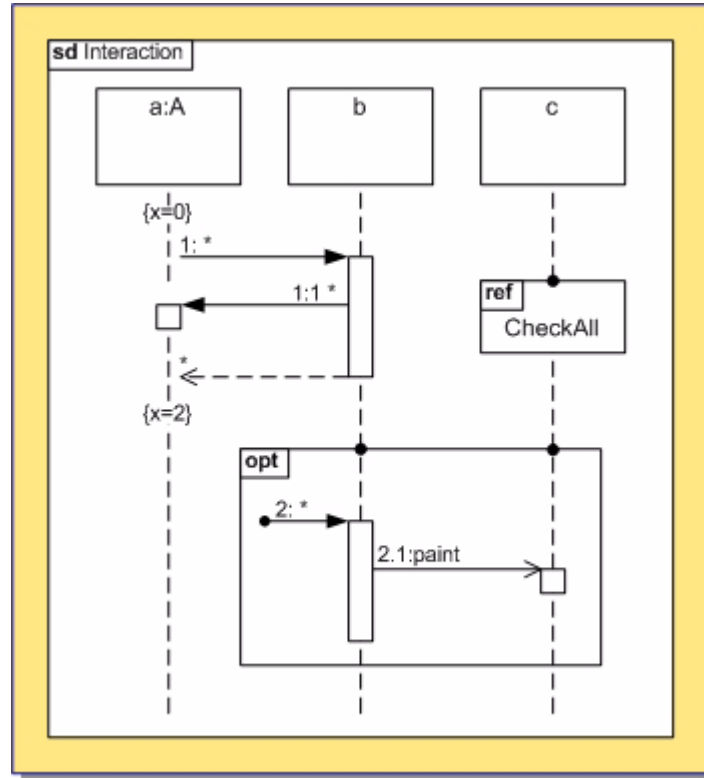 sd Interaction
a:A
b
c
{x=0}
1: *
1:1 *
ref
CheckAll
*
{x=2}
opt
2: *
2.1:paint